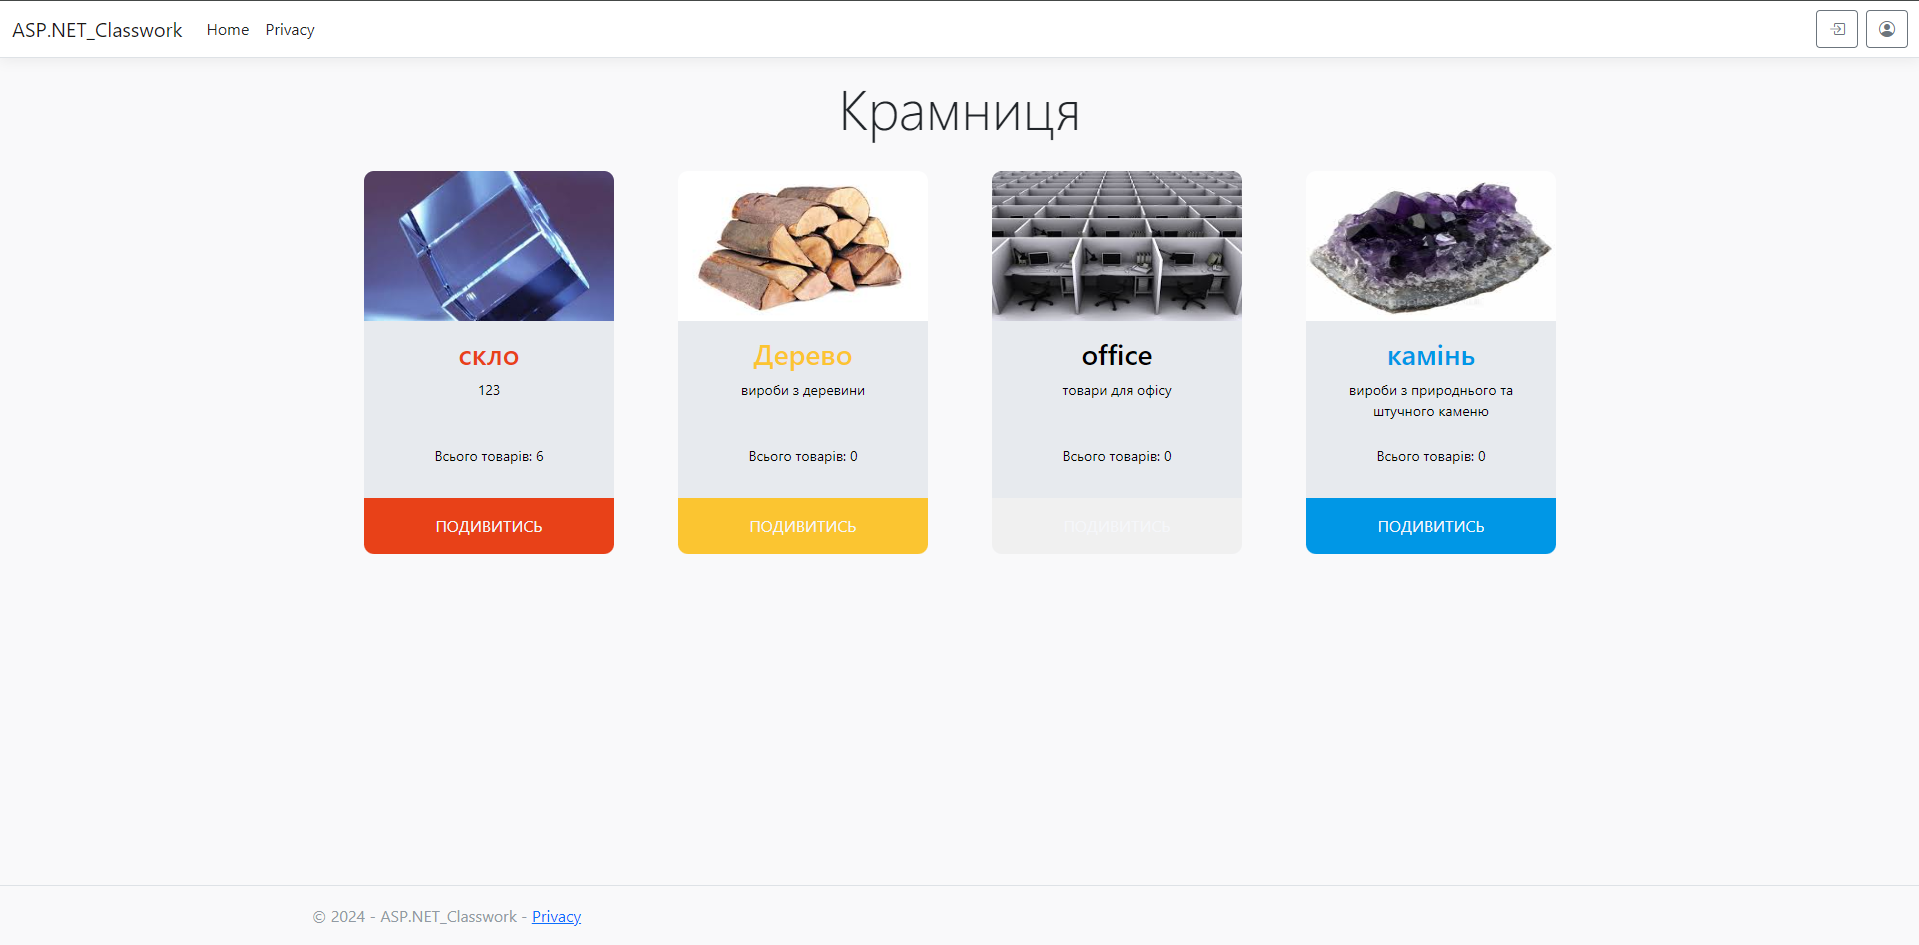 ASP.NET_Classwork Home Privacy
Крамниця
скло
123
Всього товарів: 6
ПОДИВИТИСЬ
Дерево
вироби з деревини
Всього товарів: 0
ПОДИВИТИСЬ
office
товари для офісу
Всього товарів: 0
ПОДИВИТИСЬ
камінь
вироби з природнього та
штучного каменю
Всього товарів: 0
ПОДИВИТИСЬ
© 2024 - ASP.NET_Classwork - Privacy